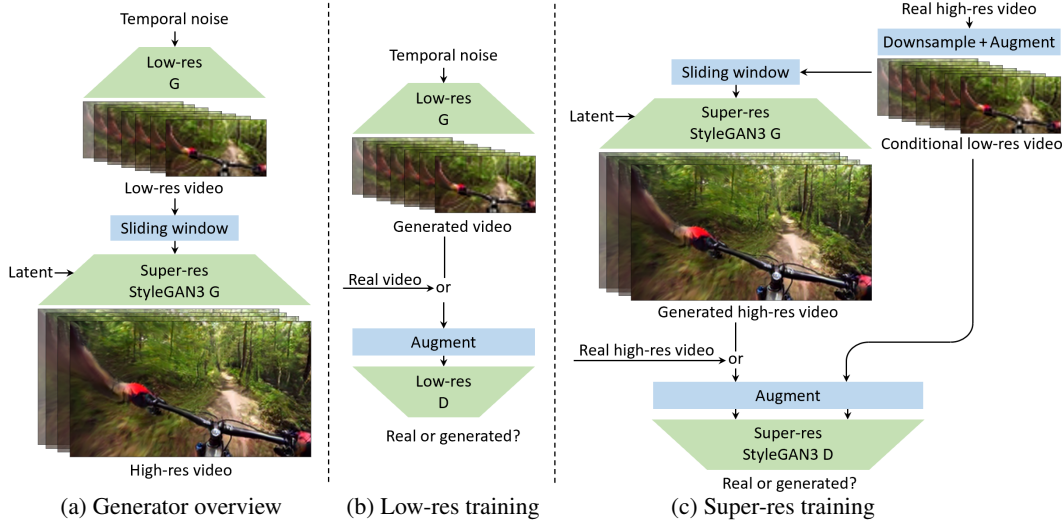 Temporal noise
Low-res
G
Low-res video
Sliding window
Latent
Super-res
StyleGAN3 G
High-res video
(a) Generator overview
Temporal noise
Low-res
G
Generated video
Real video
or
Augment
Low-res
D
Real or generated?
(b) Low-res training
Real high-res video
Downsample + Augment
Sliding window
Conditional low-res video
Latent
Super-res
StyleGAN3 G
Generated high-res video
Real high-res video
or
Augment
Super-res
StyleGAN3 D
Real or generated?
(c) Super-res training